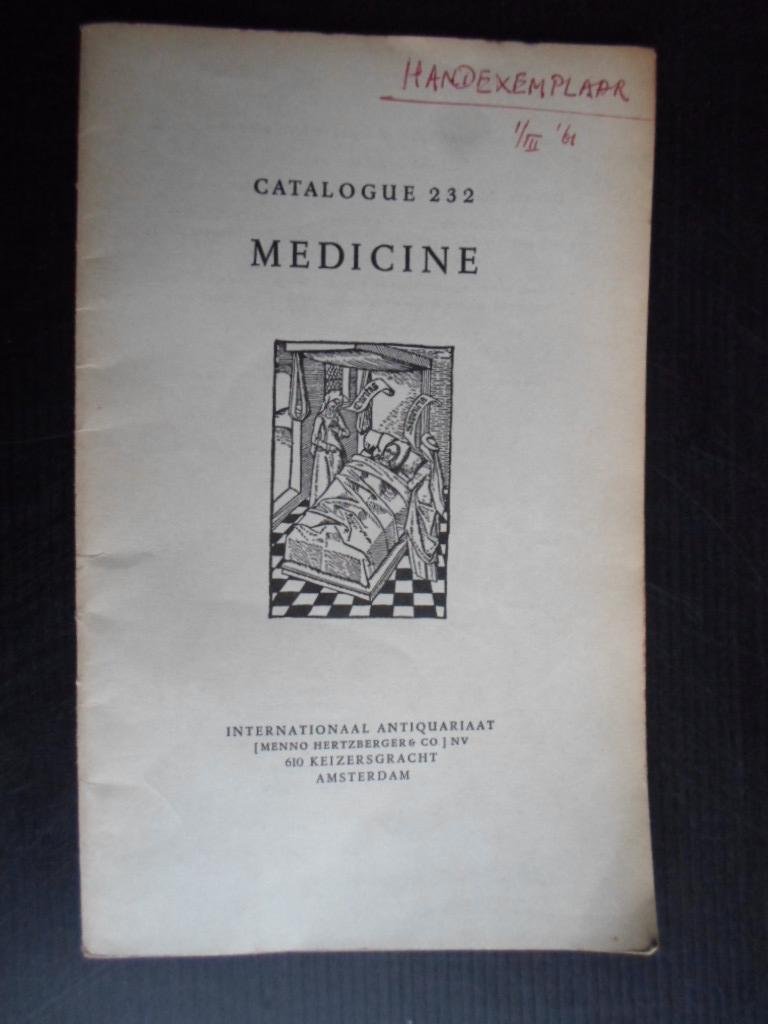 HANDEXEMPLAAR
1/III '61
CATALOGUE 232
MEDICINE
INTERNATIONAAL ANTIQUARIAAT
[MENNO HERTZBERGER & CO] NV
610 KEIZERSGRACHT
AMSTERDAM